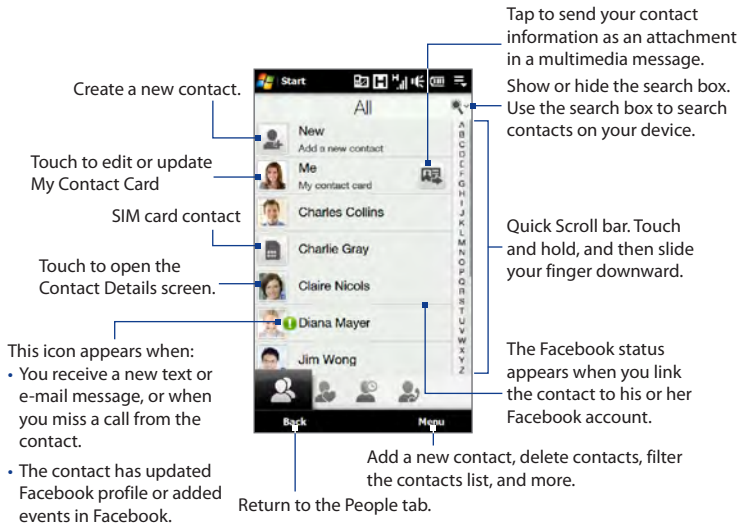 Tap to send your contact
information as an attachment
in a multimedia message.
Show or hide the search box.
Use the search box to search
contacts on your device.
Create a new contact.
Touch to edit or update
My Contact Card
SIM card contact
Touch to open the
Contact Details screen.
This icon appears when:
• You receive a new text or
e-mail message, or when
you miss a call from the
contact.
• The contact has updated
Facebook profile or added
events in Facebook.
Start
H
All
New
Add a new contact
Me
My contact card
Charles Collins
Charlie Gray
Claire Nicols
Diana Mayer
Jim Wong
A
B
C
D
E
F
G
H
I
J
K
L
M
N
O
P
Q
R
S
T
U
V
W
X
Y
Z
Back
Menu
Quick Scroll bar. Touch
and hold, and then slide
your finger downward.
The Facebook status
appears when you link
the contact to his or her
Facebook account.
Add a new contact, delete contacts, filter
the contacts list, and more.
Return to the People tab.